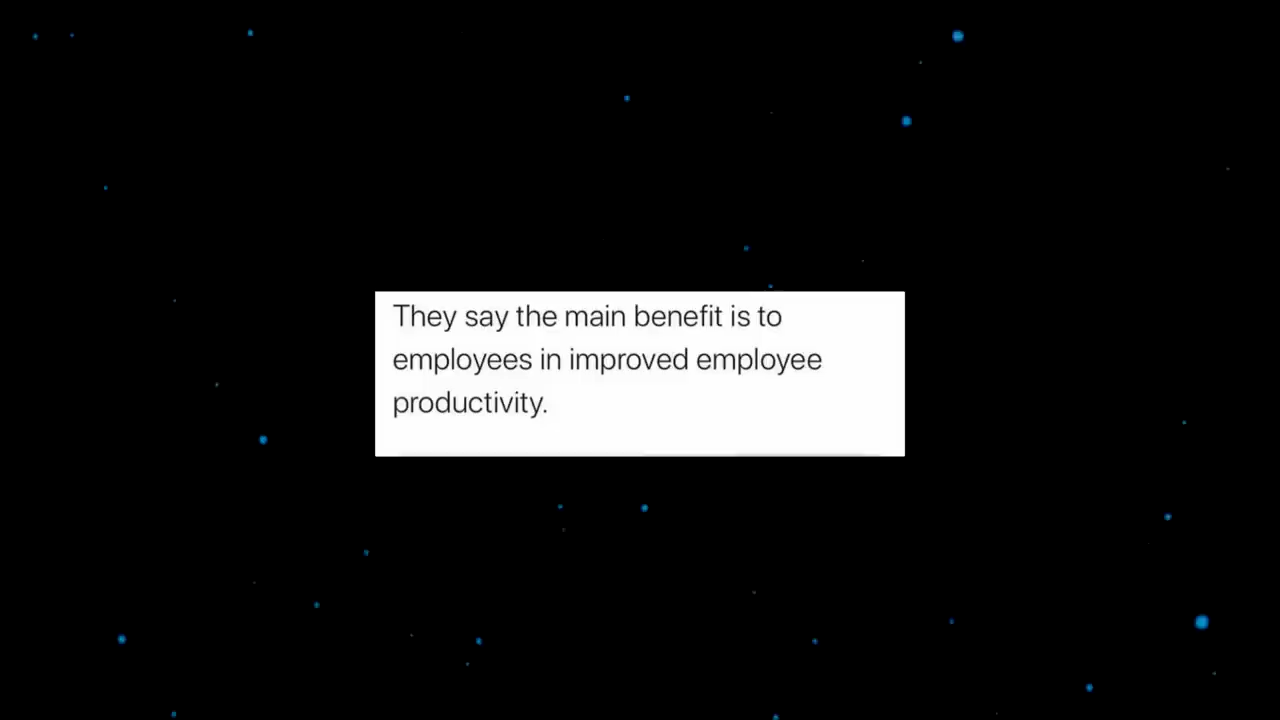 They say the main benefit is to
employees in improved employee
productivity.